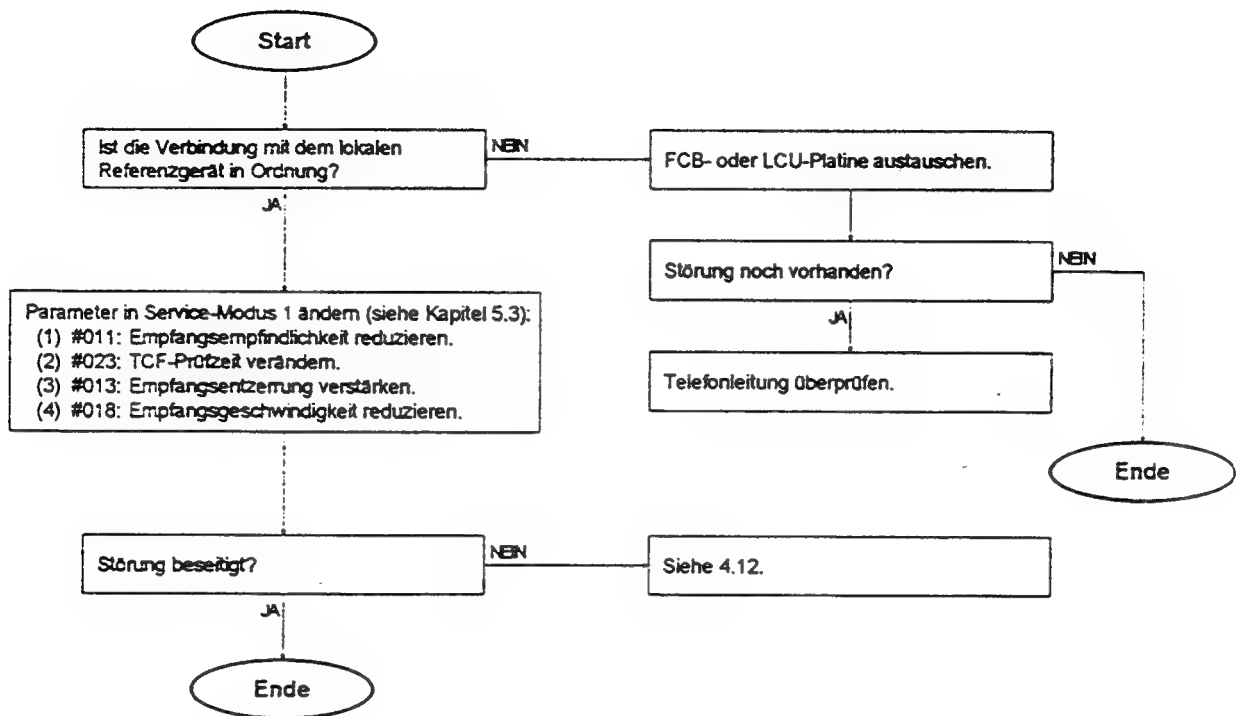 Start
Ist die Verbindung mit dem lokalen
Referenzgerät in Ordnung?
NEIN
FCB- oder LCU-Platine austauschen.
JA
Störung noch vorhanden?
NEIN
JA
Telefonleitung überprüfen.
Ende
Parameter in Service-Modus 1 ändern (siehe Kapitel 5.3):
(1) #011: Empfangsempfindlichkeit reduzieren.
(2) #023: TCF-Prüfzeit verändern.
(3) #013: Empfangsentzerrung verstärken.
(4) #018: Empfangsgeschwindigkeit reduzieren.
Störung beseitigt?
NEIN
Siehe 4.12.
JA
Ende